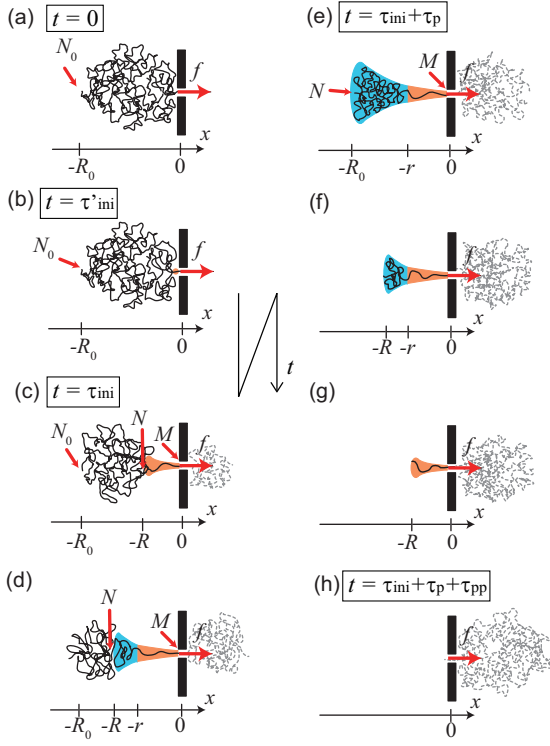 (a) t = 0
N₀
f
x
-R₀ 0
(b) t = τ'ini
N₀
f
x
-R₀ 0
(c) t = τini
N₀ N M f
x
-R₀ -R 0
(d)
N M f
x
-R₀ -R -r 0
t
(e) t = τini+τp
N M f
x
-R₀ -r 0
(f)
f
x
-R -r 0
(g)
f
x
-R 0
(h) t = τini+τp+τpp
f
x
0